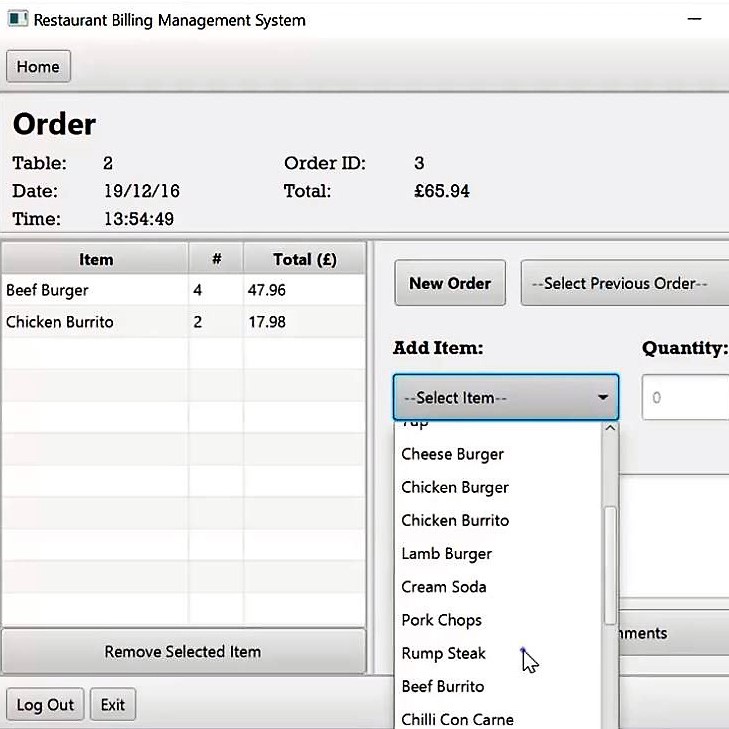 Restaurant Billing Management System
Home
Order
Table: 2 Order ID: 3
Date: 19/12/16 Total: £65.94
Time: 13:54:49
Item # Total (£)
Beef Burger 4 47.96
Chicken Burrito 2 17.98
New Order --Select Previous Order--
Add Item: Quantity:
--Select Item-- 0
7up
Cheese Burger
Chicken Burger
Chicken Burrito
Lamb Burger
Cream Soda
Pork Chops
Rump Steak
Beef Burrito
Chilli Con Carne
Remove Selected Item
Log Out Exit